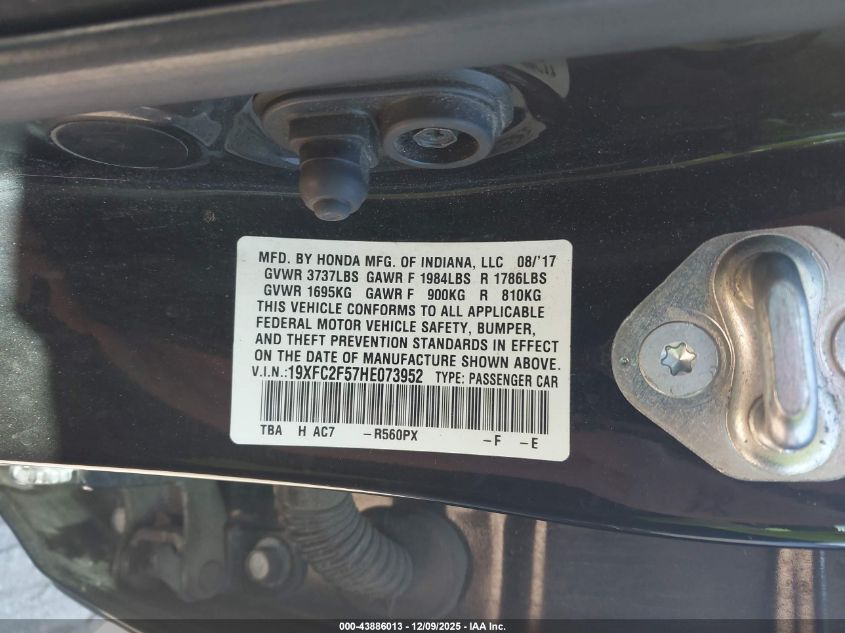 MFD. BY HONDA MFG. OF INDIANA, LLC 08/'17
GVWR 3737LBS GAWR F 1984LBS R 1786LBS
GVWR 1695KG GAWR F 900KG R 810KG
THIS VEHICLE CONFORMS TO ALL APPLICABLE
FEDERAL MOTOR VEHICLE SAFETY, BUMPER,
AND THEFT PREVENTION STANDARDS IN EFFECT
ON THE DATE OF MANUFACTURE SHOWN ABOVE.
V.I.N.:19XFC2F57HE073952 TYPE: PASSENGER CAR
TBA H AC7 -R560PX -F -E
000-43886013 - 12/09/2025 - IAA Inc.